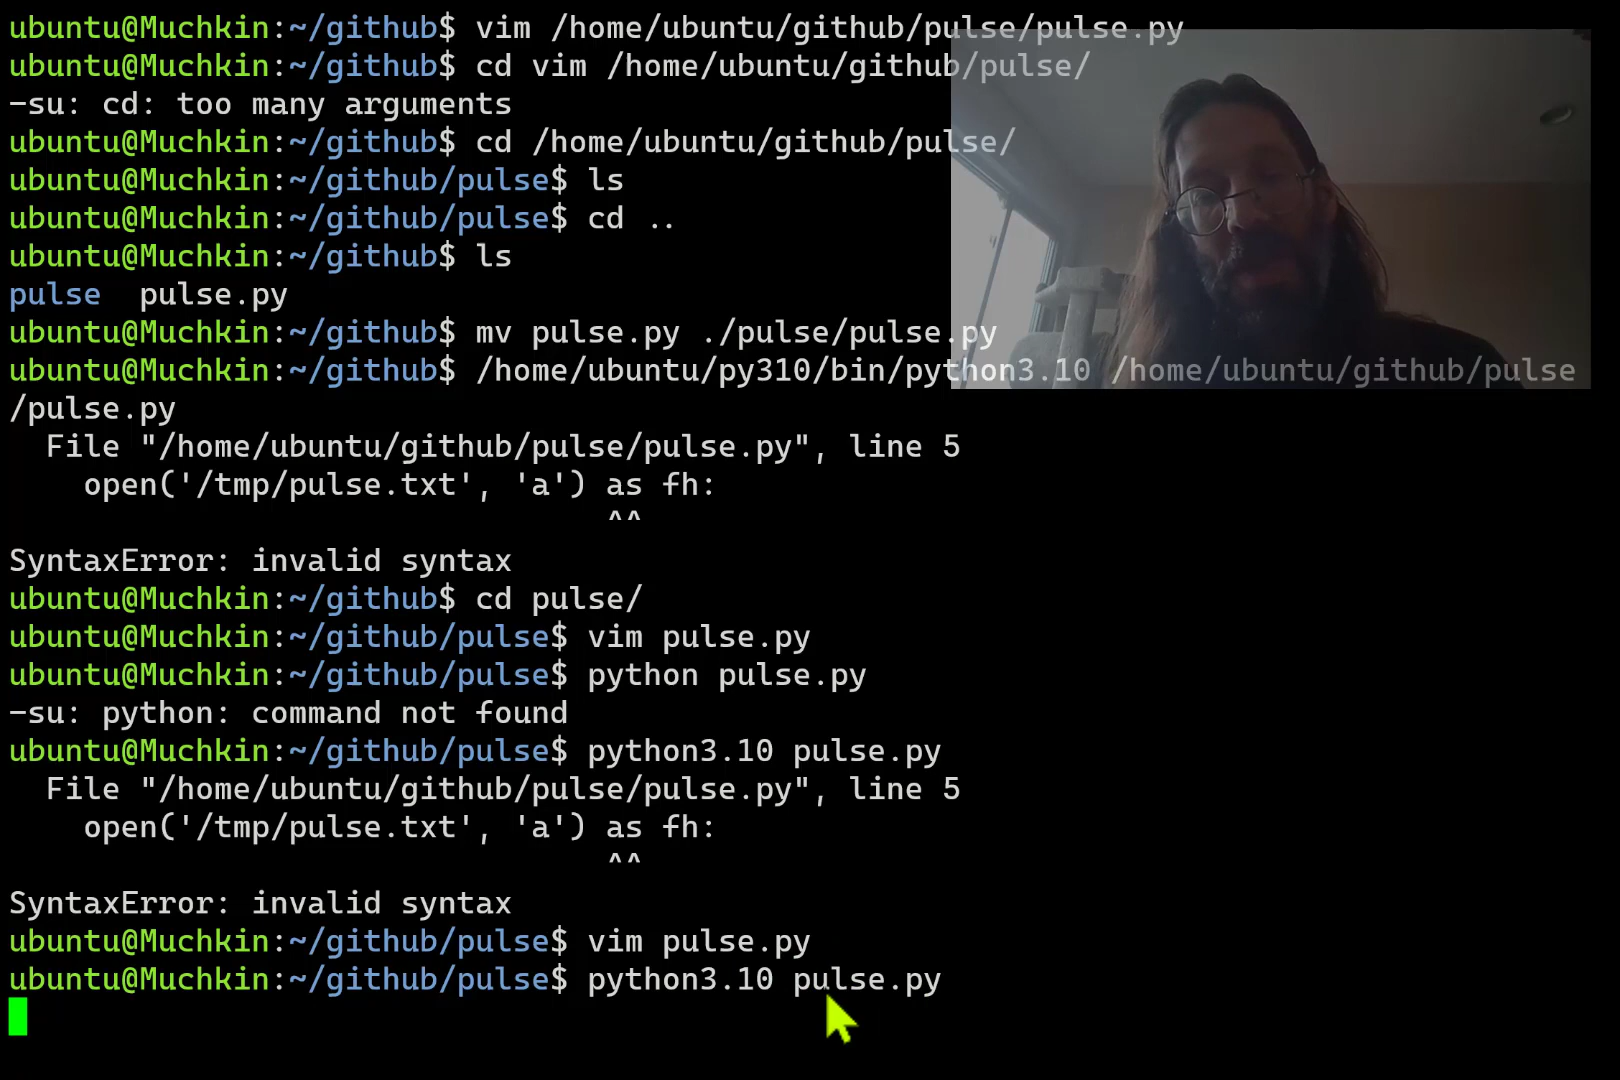 ubuntu@Muchkin:~/github$ vim /home/ubuntu/github/pulse/pulse.py
ubuntu@Muchkin:~/github$ cd vim /home/ubuntu/github/pulse/
-su: cd: too many arguments
ubuntu@Muchkin:~/github$ cd /home/ubuntu/github/pulse/
ubuntu@Muchkin:~/github/pulse$ ls
ubuntu@Muchkin:~/github/pulse$ cd ..
ubuntu@Muchkin:~/github$ ls
pulse  pulse.py
ubuntu@Muchkin:~/github$ mv pulse.py ./pulse/pulse.py
ubuntu@Muchkin:~/github$ /home/ubuntu/py310/bin/python3.10 /home/ubuntu/github/pulse
/pulse.py
  File "/home/ubuntu/github/pulse/pulse.py", line 5
    open('/tmp/pulse.txt', 'a') as fh:
                                ^^
SyntaxError: invalid syntax
ubuntu@Muchkin:~/github$ cd pulse/
ubuntu@Muchkin:~/github/pulse$ vim pulse.py
ubuntu@Muchkin:~/github/pulse$ python pulse.py
-su: python: command not found
ubuntu@Muchkin:~/github/pulse$ python3.10 pulse.py
  File "/home/ubuntu/github/pulse/pulse.py", line 5
    open('/tmp/pulse.txt', 'a') as fh:
                                ^^
SyntaxError: invalid syntax
ubuntu@Muchkin:~/github/pulse$ vim pulse.py
ubuntu@Muchkin:~/github/pulse$ python3.10 pulse.py